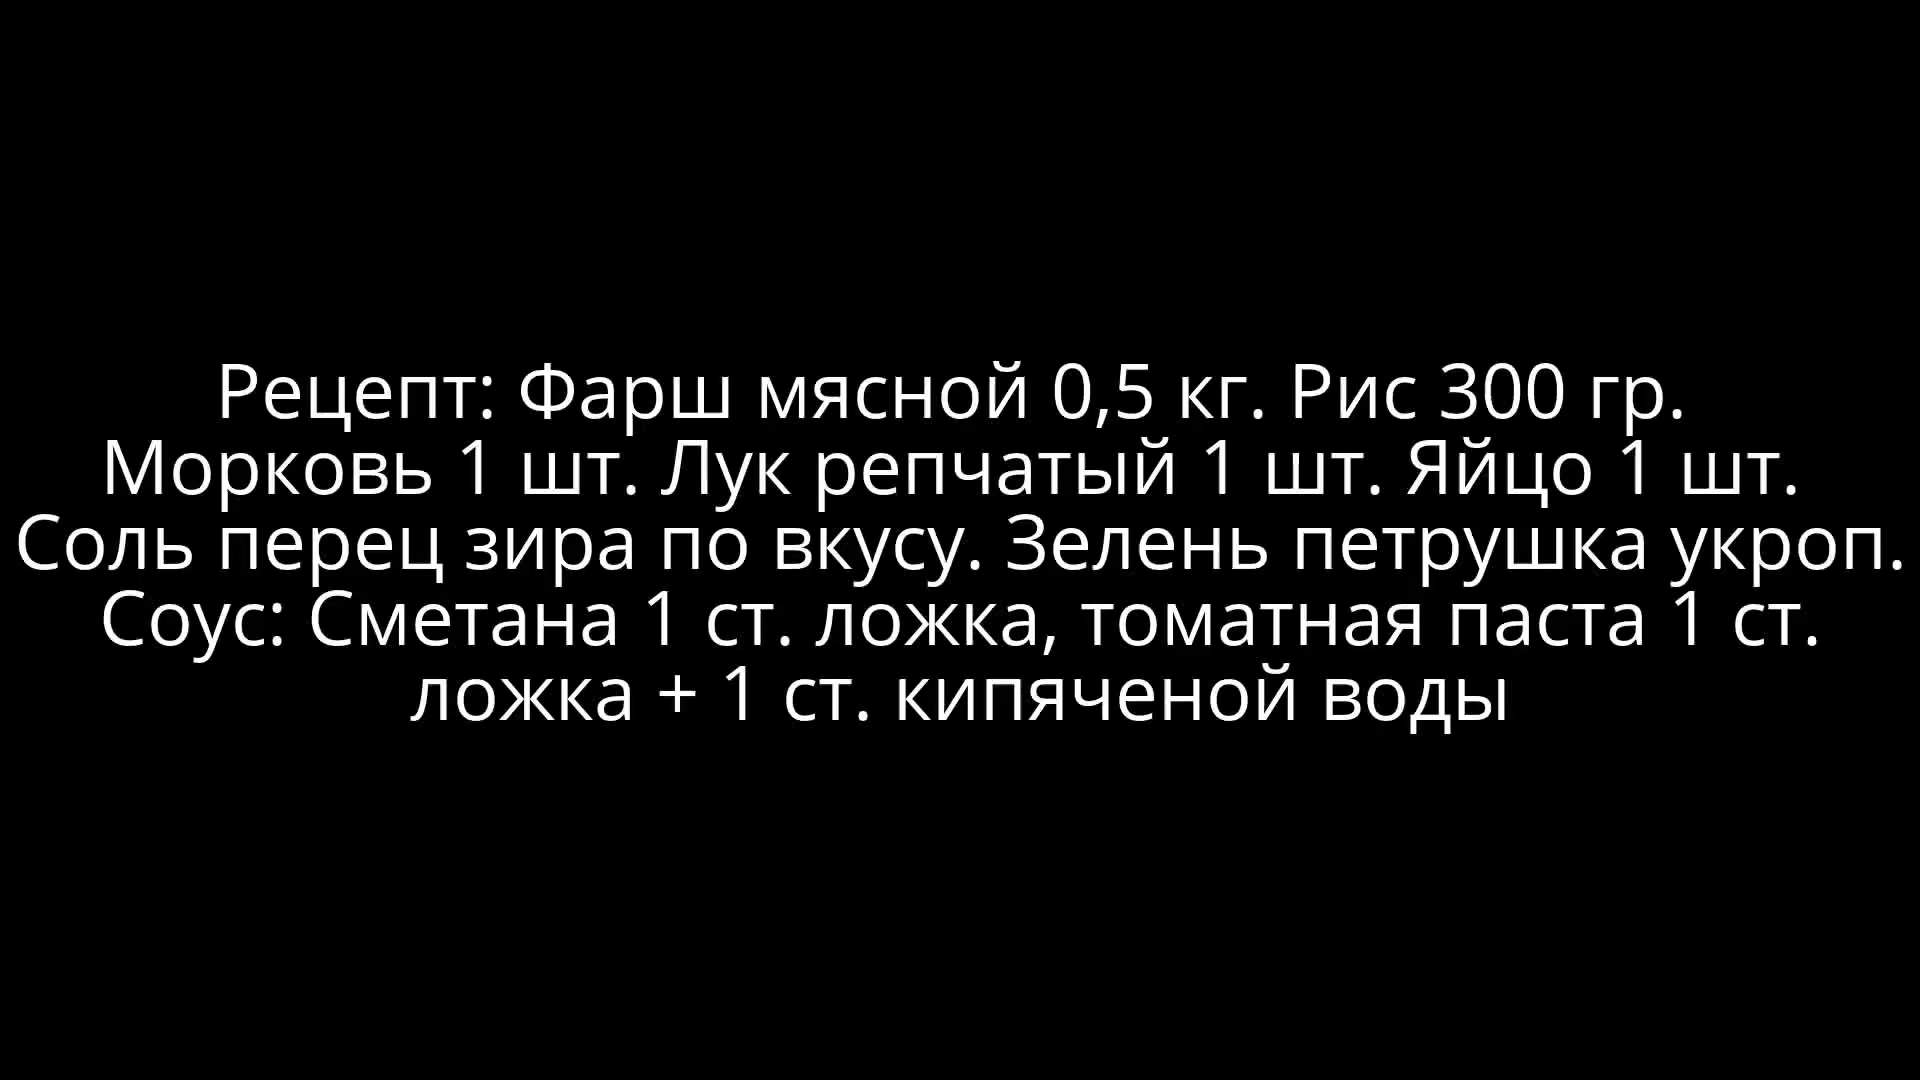 Рецепт: Фарш мясной 0,5 кг. Рис 300 гр.
Морковь 1 шт. Лук репчатый 1 шт. Яйцо 1 шт.
Соль перец зира по вкусу. Зелень петрушка укроп.
Соус: Сметана 1 ст. ложка, томатная паста 1 ст.
ложка + 1 ст. кипяченой воды